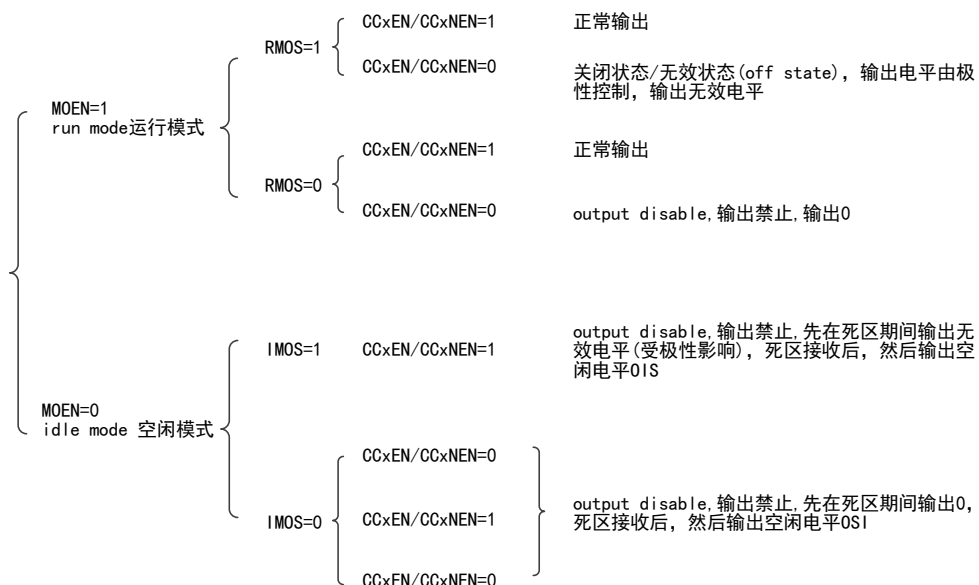 CCxEN/CCxNEN=1 正常输出
RMOS=1
CCxEN/CCxNEN=0 关闭状态/无效状态(off state), 输出电平由极
性控制, 输出无效电平
MOEN=1
run mode运行模式
CCxEN/CCxNEN=1 正常输出
RMOS=0
CCxEN/CCxNEN=0 output disable,输出禁止,输出0
IMOS=1 CCxEN/CCxNEN=1 output disable,输出禁止,先在死区期间输出无
效电平(受极性影响), 死区接收后, 然后输出空
闲电平OIS
MOEN=0
idle mode 空闲模式
CCxEN/CCxNEN=0
IMOS=0 CCxEN/CCxNEN=1 output disable,输出禁止,先在死区期间输出0,
死区接收后, 然后输出空闲电平OSI
CCxEN/CCxNEN=0